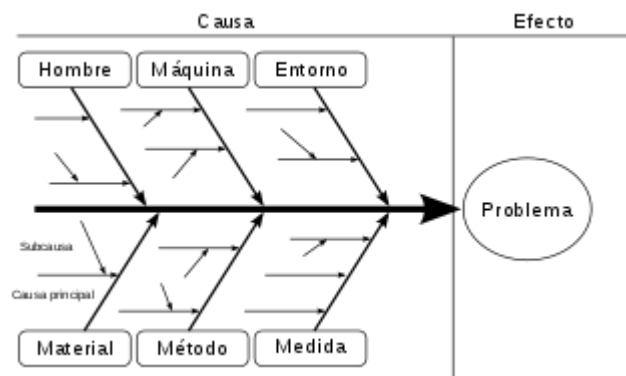 Causa
Efecto
Hombre
Máquina
Entorno
Problema
Subcausa
Causa principal
Material
Método
Medida